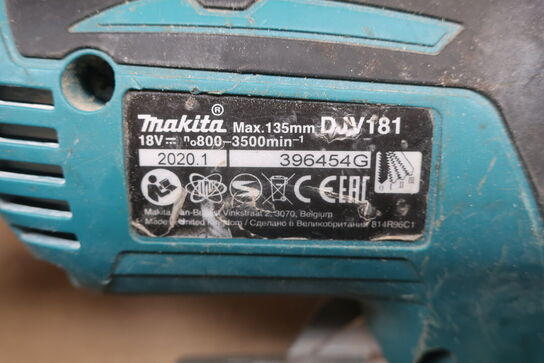 makita® Max.135mm DJV181
18V⎓ n₀800-3500min⁻¹
2020.1 396454G
CE EAC
Jan-Baptist Vinkstraat 2, 3070, Belgium
Made in United Kingdom / Сделано в Великобритании 814R96C1